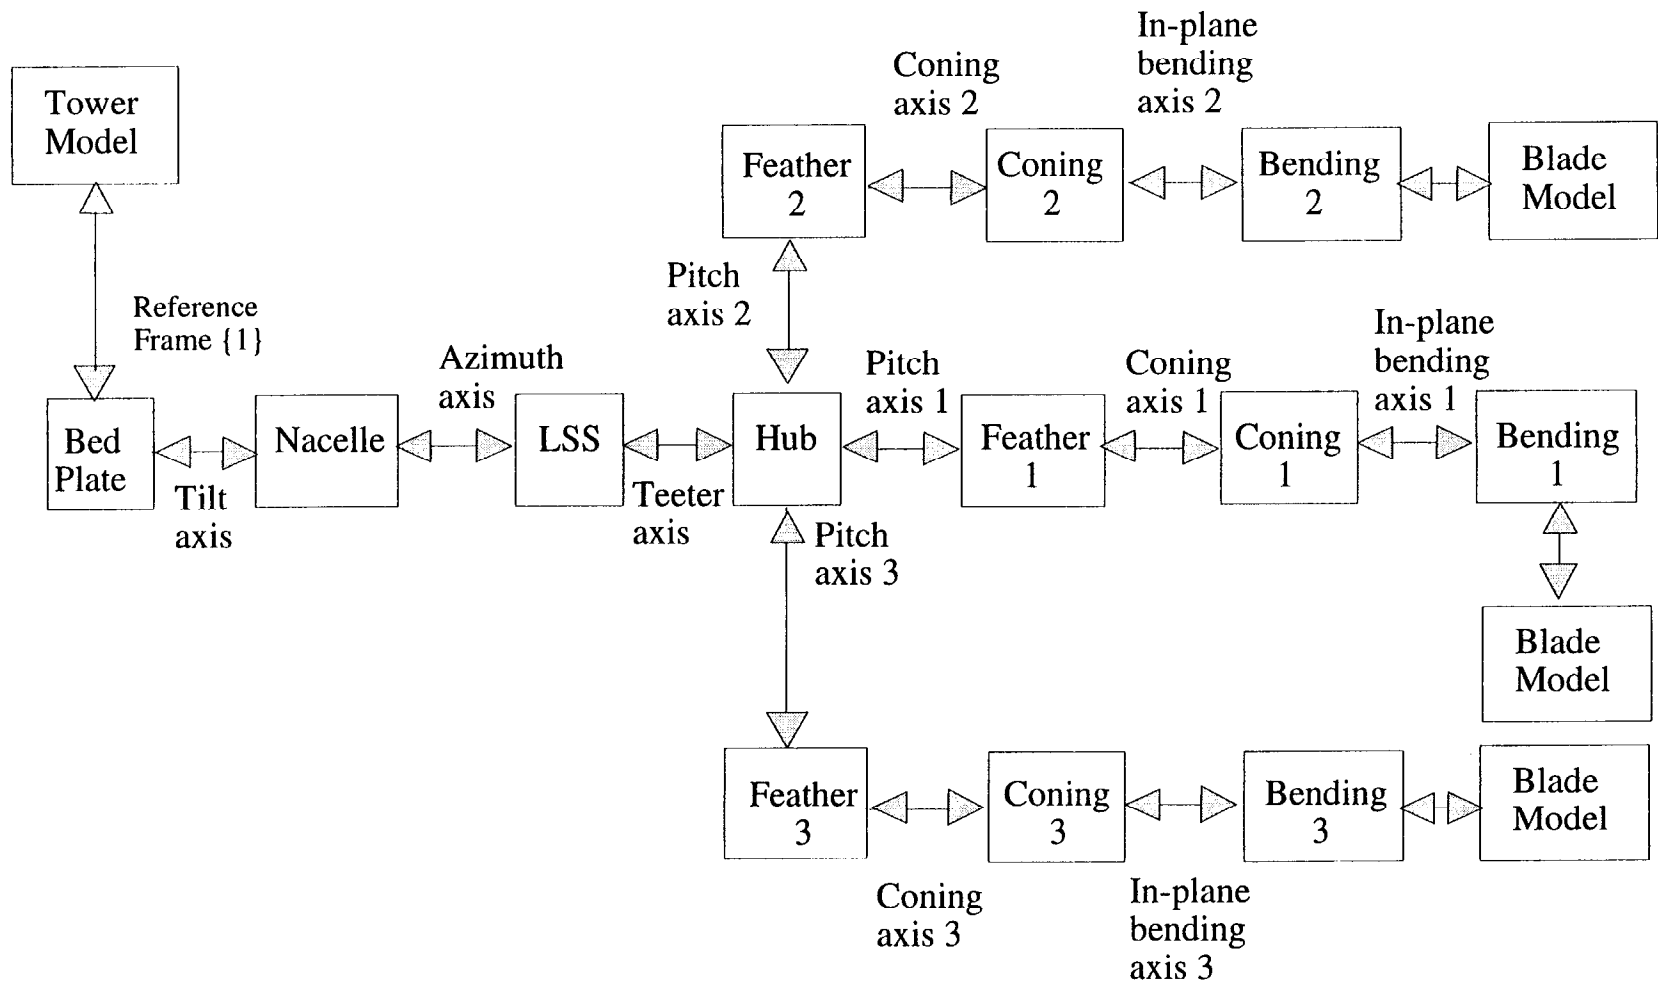 In-plane
bending
axis 2
Coning
axis 2
Tower
Model
Feather
2
Coning
2
Bending
2
Blade
Model
Pitch
axis 2
Reference
Frame {1}
Azimuth
axis
Pitch
axis 1
Coning
axis 1
In-plane
bending
axis 1
Bed
Plate
Nacelle
LSS
Hub
Feather
1
Coning
1
Bending
1
Tilt
axis
Teeter
axis
Pitch
axis 3
Blade
Model
Feather
3
Coning
3
Bending
3
Blade
Model
Coning
axis 3
In-plane
bending
axis 3